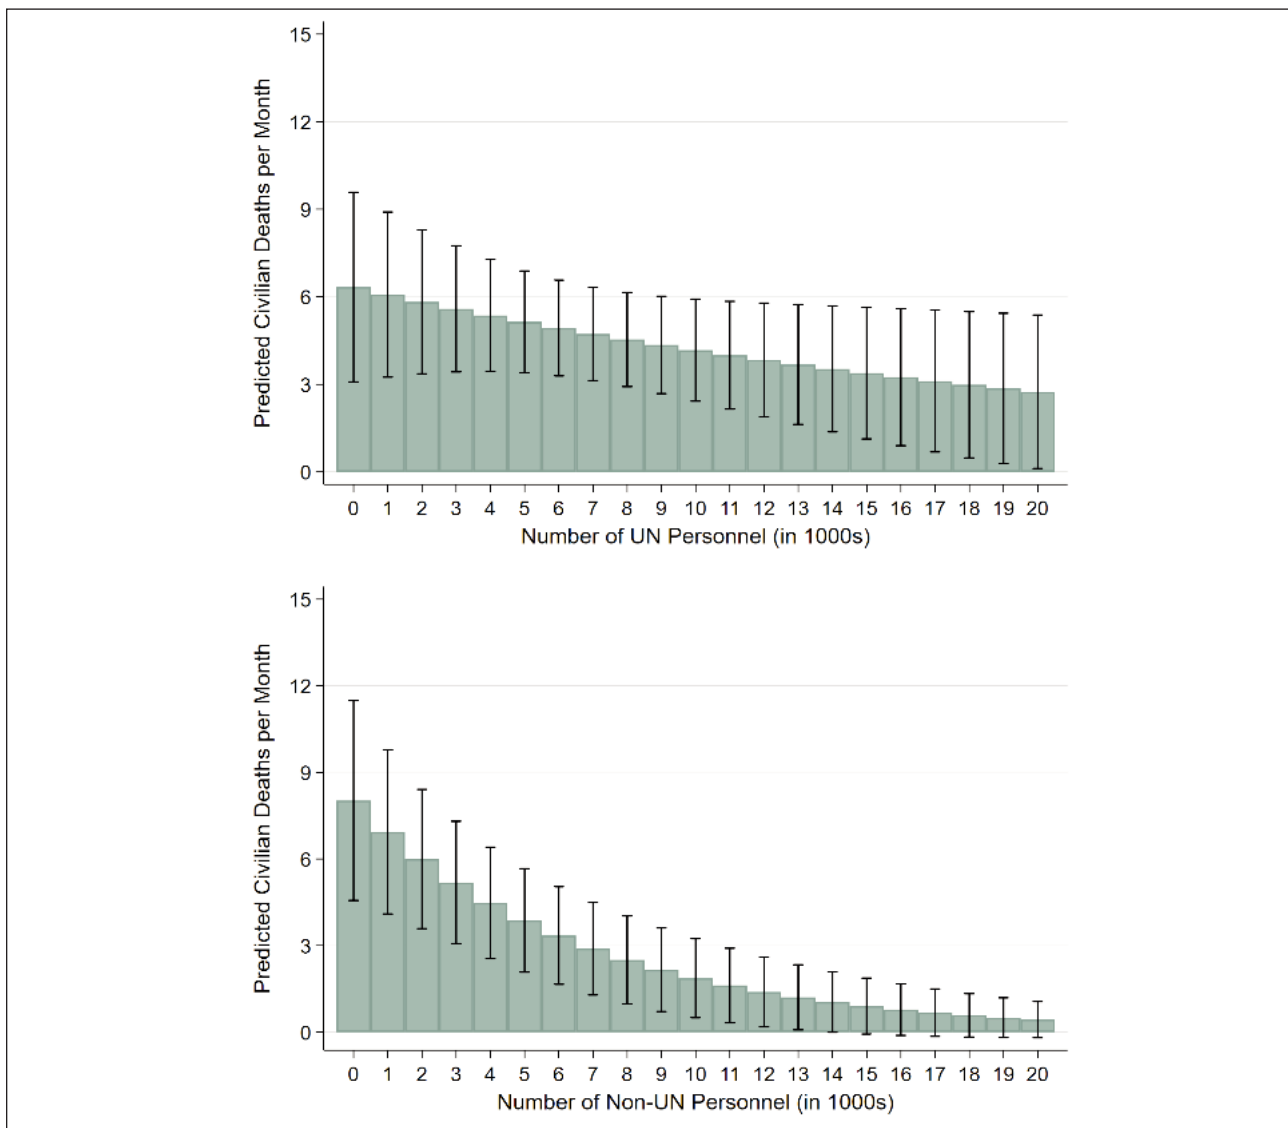 15
12
9
6
3
0
Predicted Civilian Deaths per Month
0 1 2 3 4 5 6 7 8 9 10 11 12 13 14 15 16 17 18 19 20
Number of UN Personnel (in 1000s)
15
12
9
6
3
0
Predicted Civilian Deaths per Month
0 1 2 3 4 5 6 7 8 9 10 11 12 13 14 15 16 17 18 19 20
Number of Non-UN Personnel (in 1000s)